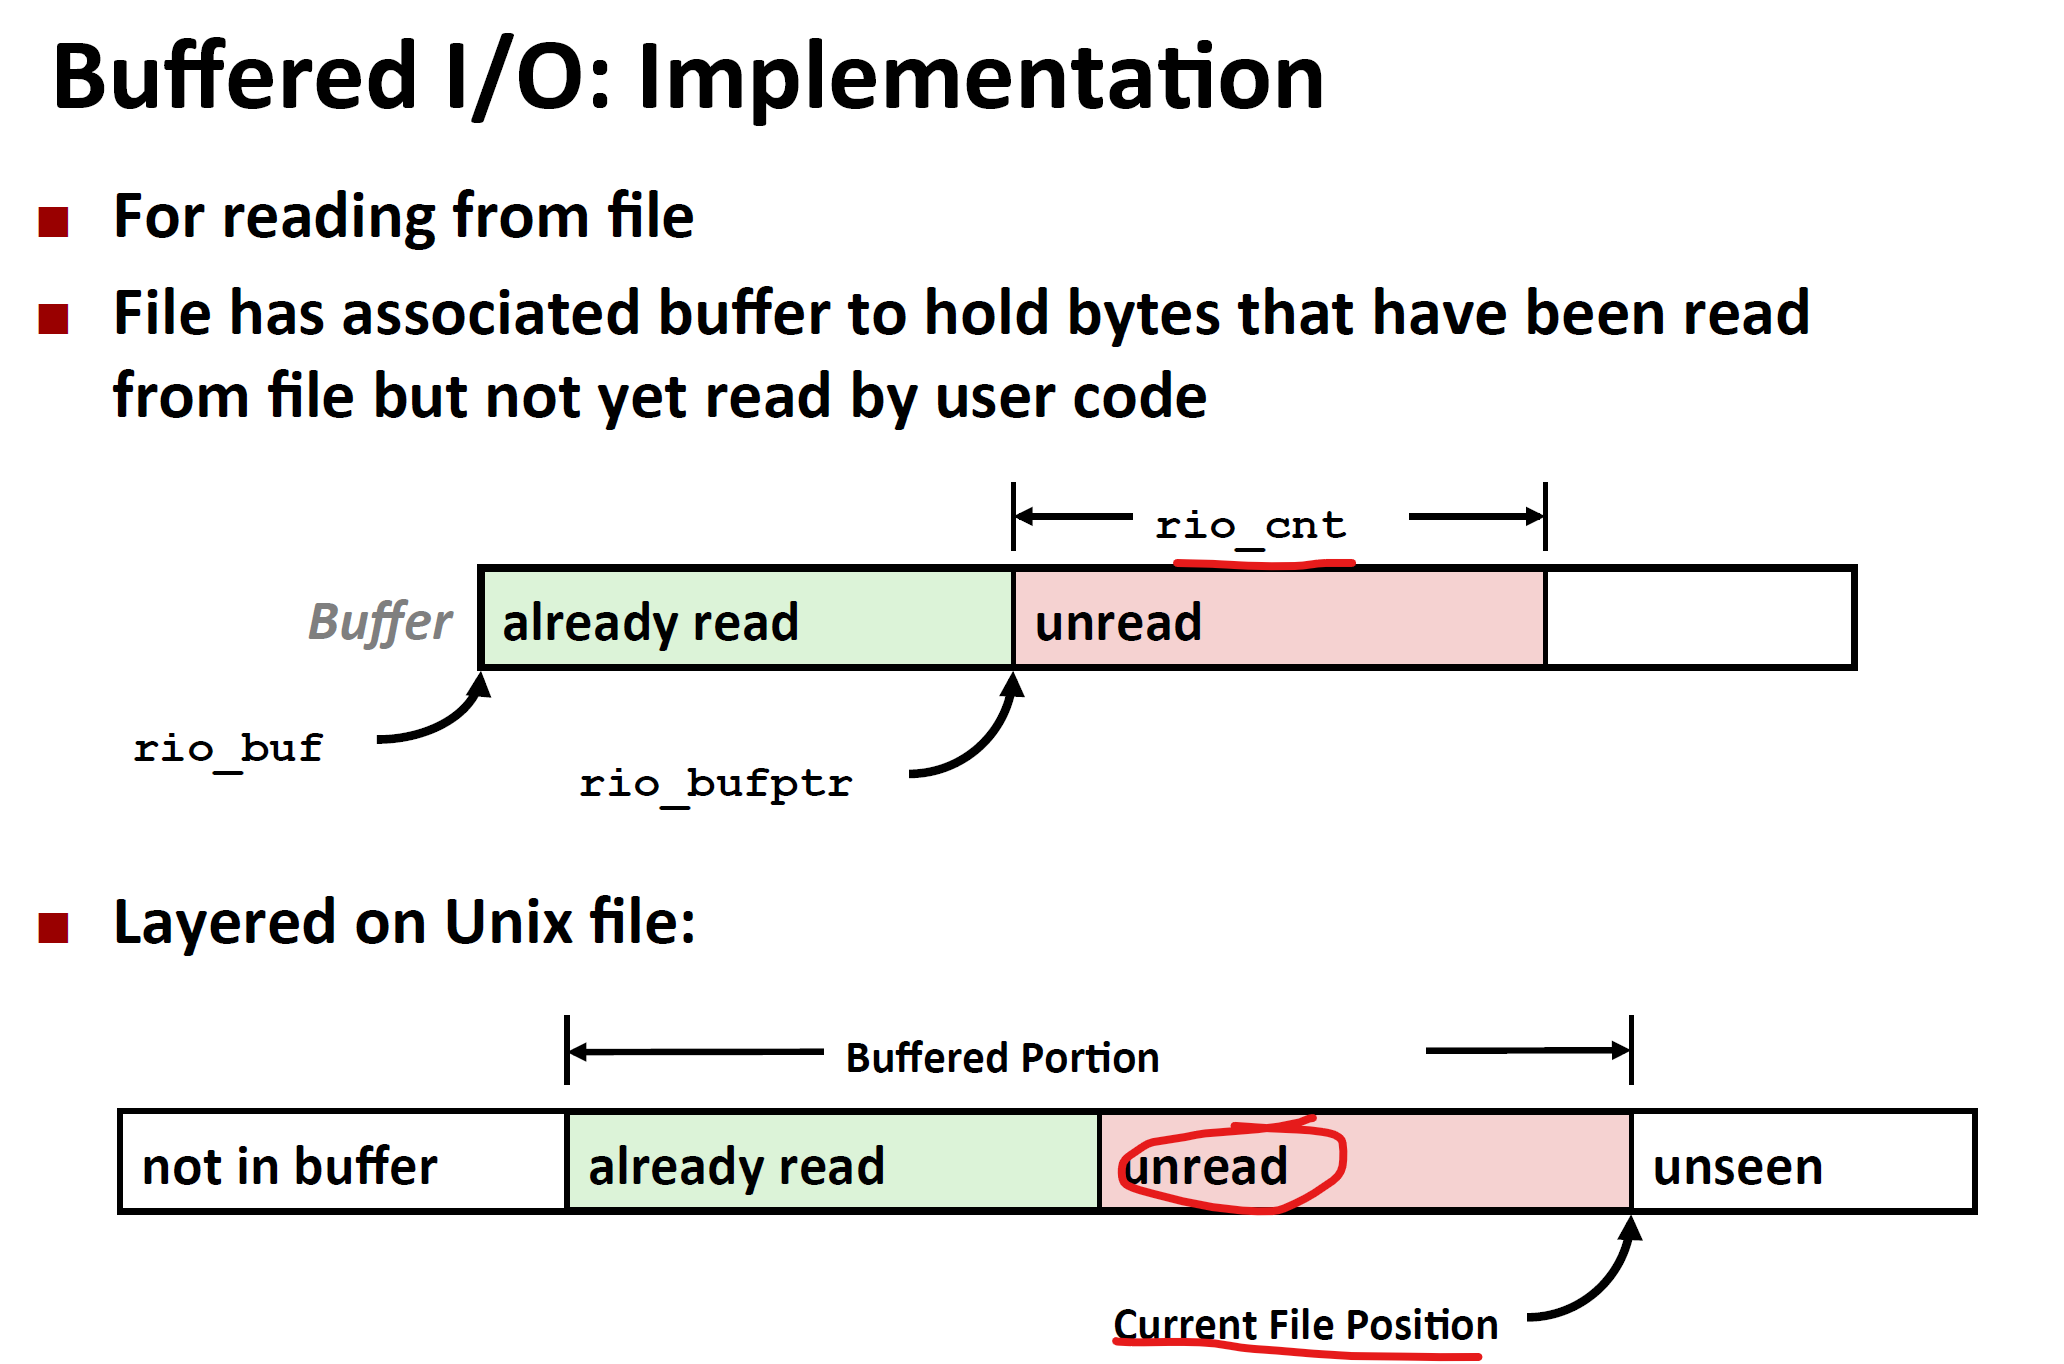 Buffered I/O: Implementation
For reading from file
File has associated buffer to hold bytes that have been read
from file but not yet read by user code
rio_cnt
Buffer already read unread
rio_buf
rio_bufptr
Layered on Unix file:
Buffered Portion
not in buffer already read unread unseen
Current File Position